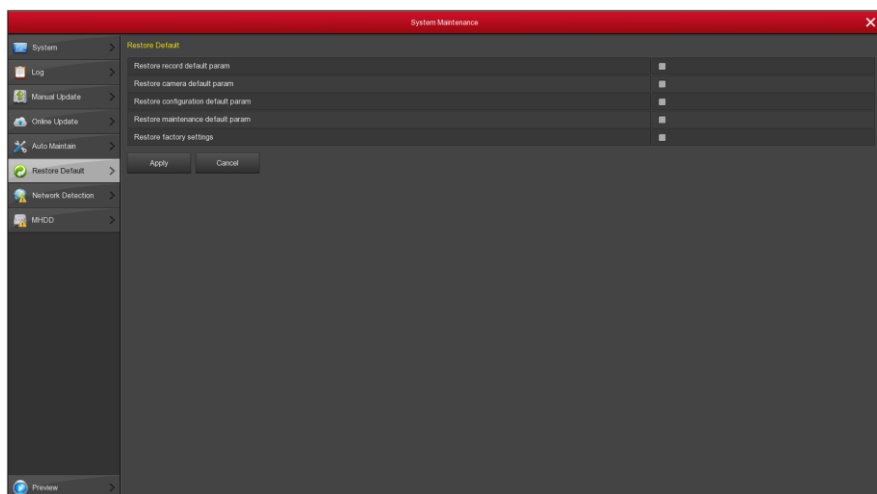 System Maintenance
System
Log
Manual Update
Online Update
Auto Maintain
Restore Default
Network Detection
MHDD
Preview
Restore Default
Restore record default param
Restore camera default param
Restore configuration default param
Restore maintenance default param
Restore factory settings
Apply Cancel